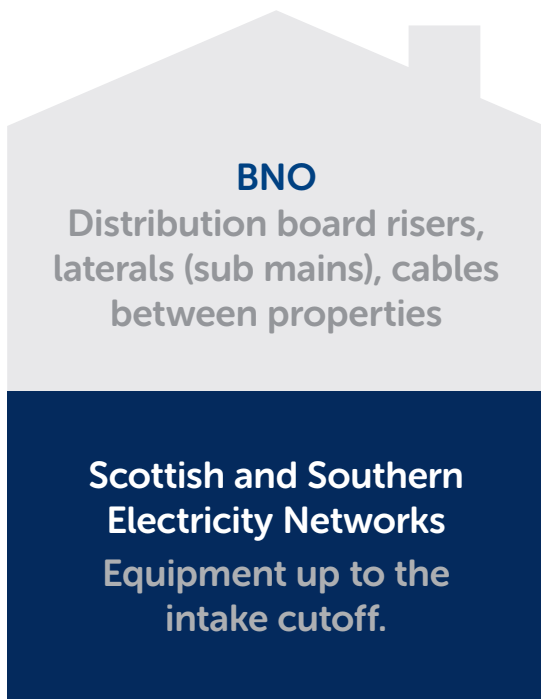 BNO
Distribution board risers,
laterals (sub mains), cables
between properties
Scottish and Southern
Electricity Networks
Equipment up to the
intake cutoff.